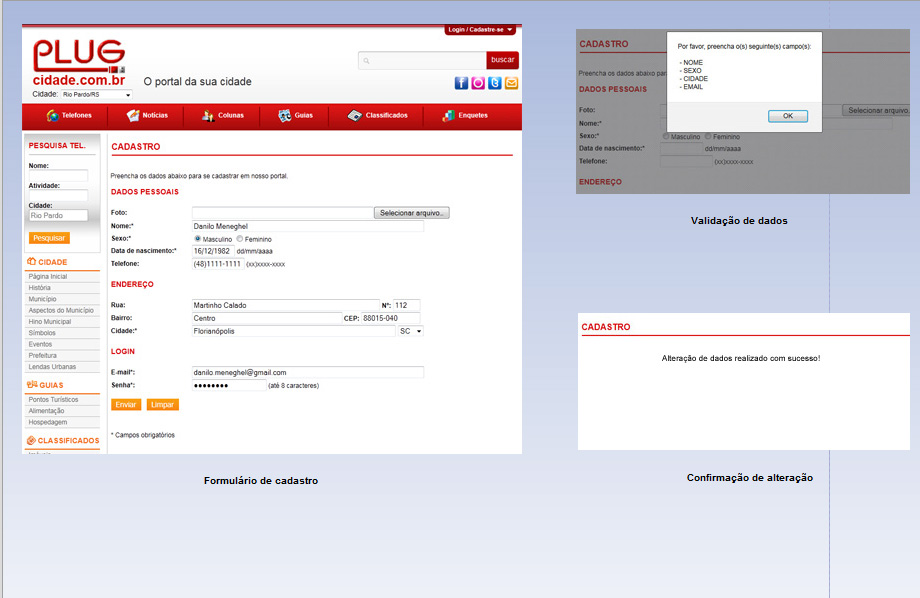 Login / Cadastre-se
PLUG
cidade.com.br
Cidade: Rio Pardo/RS
O portal da sua cidade
buscar
Telefones Notícias Colunas Guias Classificados Enquetes
PESQUISA TEL.
Nome:
Atividade:
Cidade:
Rio Pardo
Pesquisar
CIDADE
Página Inicial
História
Município
Aspectos do Município
Hino Municipal
Símbolos
Eventos
Prefeitura
Lendas Urbanas
GUIAS
Pontos Turísticos
Alimentação
Hospedagem
CLASSIFICADOS
CADASTRO
Preencha os dados abaixo para se cadastrar em nosso portal.
DADOS PESSOAIS
Foto: Selecionar arquivo..
Nome:* Danilo Meneghel
Sexo:* Masculino Feminino
Data de nascimento:* 16/12/1982 dd/mm/aaaa
Telefone: (48)1111-1111 (xx)xxxx-xxxx
ENDEREÇO
Rua: Martinho Calado Nº: 112
Bairro: Centro CEP: 88015-040
Cidade:* Florianópolis SC
LOGIN
E-mail*: danilo.meneghel@gmail.com
Senha*: ●●●●●●●● (até 8 caracteres)
Enviar Limpar
* Campos obrigatórios
Formulário de cadastro
CADASTRO
Preencha os dados abaixo par
DADOS PESSOAIS
Foto: Selecionar arquivo.
Nome:*
Sexo:* Masculino Feminino
Data de nascimento:* dd/mm/aaaa
Telefone: (xx)xxxx-xxxx
ENDEREÇO
Por favor, preencha o(s) seguinte(s) campo(s):
- NOME
- SEXO
- CIDADE
- EMAIL
OK
Validação de dados
CADASTRO
Alteração de dados realizado com sucesso!
Confirmação de alteração